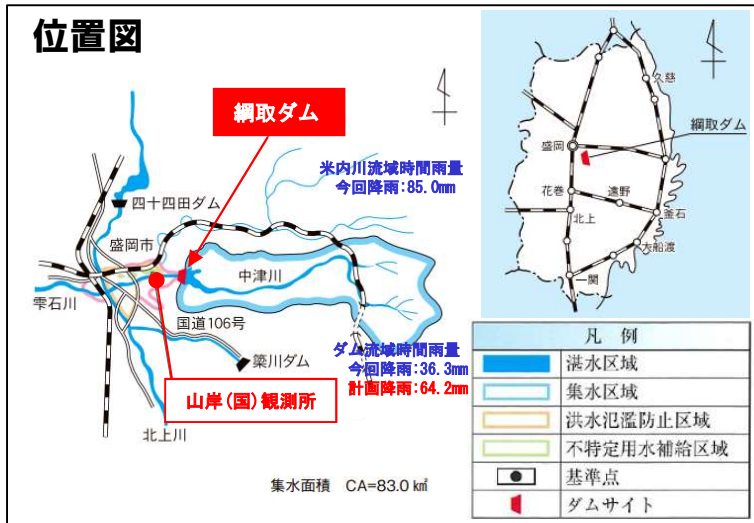 位置図
綱取ダム
米内川流域時間雨量
今回降雨:85.0mm
四十四田ダム
盛岡市
中津川
雫石川
国道106号
簗川ダム
ダム流域時間雨量
今回降雨:36.3mm
計画降雨:64.2mm
山岸(国)観測所
北上川
集水面積 CA=83.0 ㎢
久慈
綱取ダム
盛岡
花巻
遠野
釜石
北上
大船渡
一関
凡例
湛水区域
集水区域
洪水氾濫防止区域
不特定用水補給区域
基準点
ダムサイト